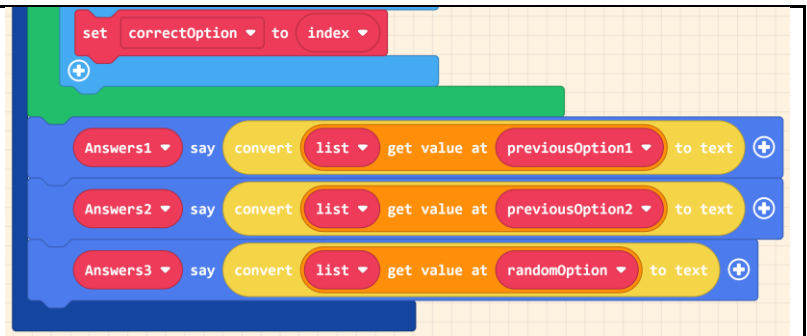 set correctOption to index
Answers1 say convert list get value at previousOption1 to text
Answers2 say convert list get value at previousOption2 to text
Answers3 say convert list get value at randomOption to text